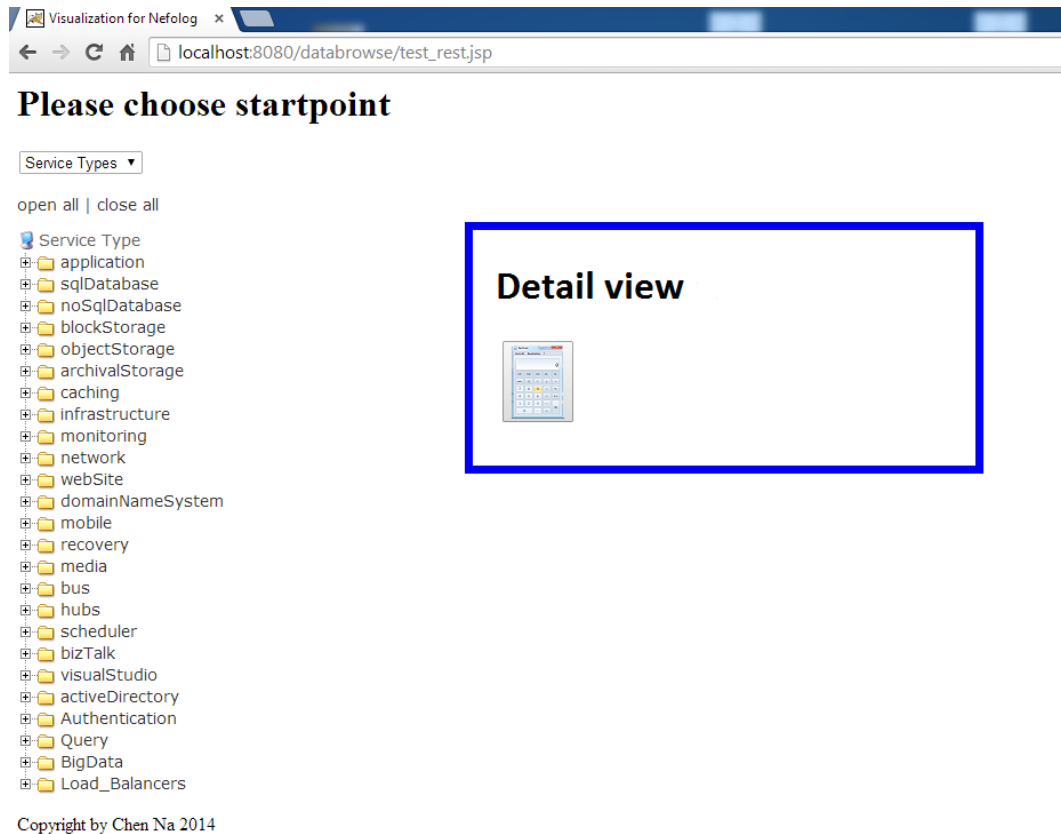 Visualization for Nefolog
localhost:8080/databrowse/test_rest.jsp
Please choose startpoint
Service Types
open all | close all
Service Type
application
sqlDatabase
noSqlDatabase
blockStorage
objectStorage
archivalStorage
caching
infrastructure
monitoring
network
webSite
domainNameSystem
mobile
recovery
media
bus
hubs
scheduler
bizTalk
visualStudio
activeDirectory
Authentication
Query
BigData
Load_Balancers
Detail view
Copyright by Chen Na 2014